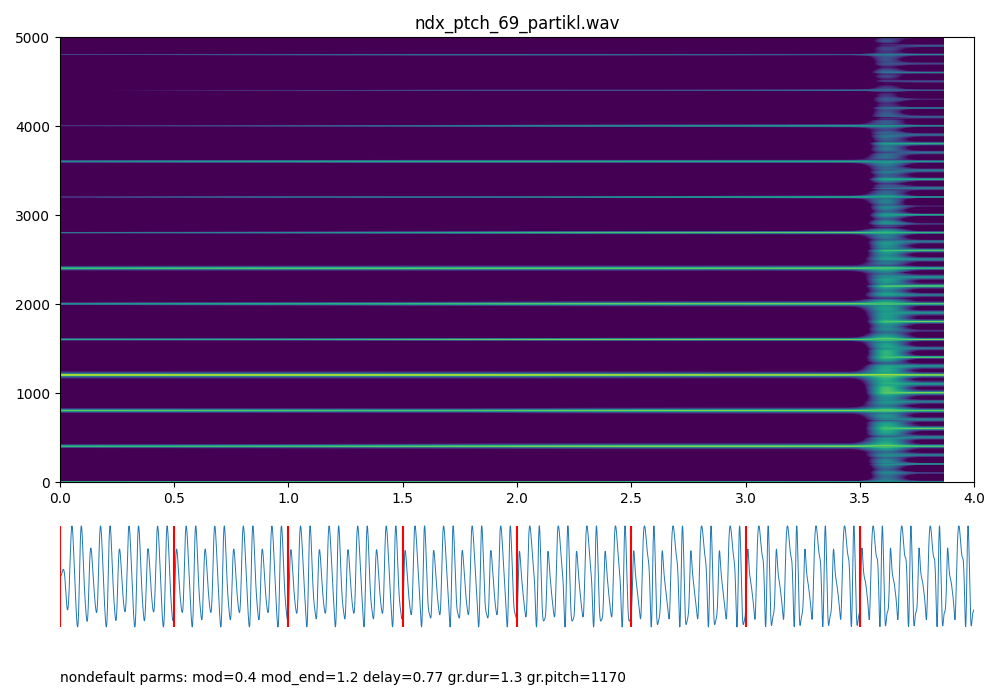 ndx_ptch_69_partikl.wav
5000
4000
3000
2000
1000
0
0.0 0.5 1.0 1.5 2.0 2.5 3.0 3.5 4.0
nondefault parms: mod=0.4 mod_end=1.2 delay=0.77 gr.dur=1.3 gr.pitch=1170